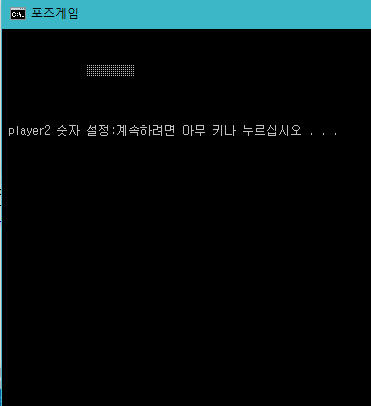 포즈게임
player2 숫자 설정:계속하려면 아무 키나 누르십시오 . . .